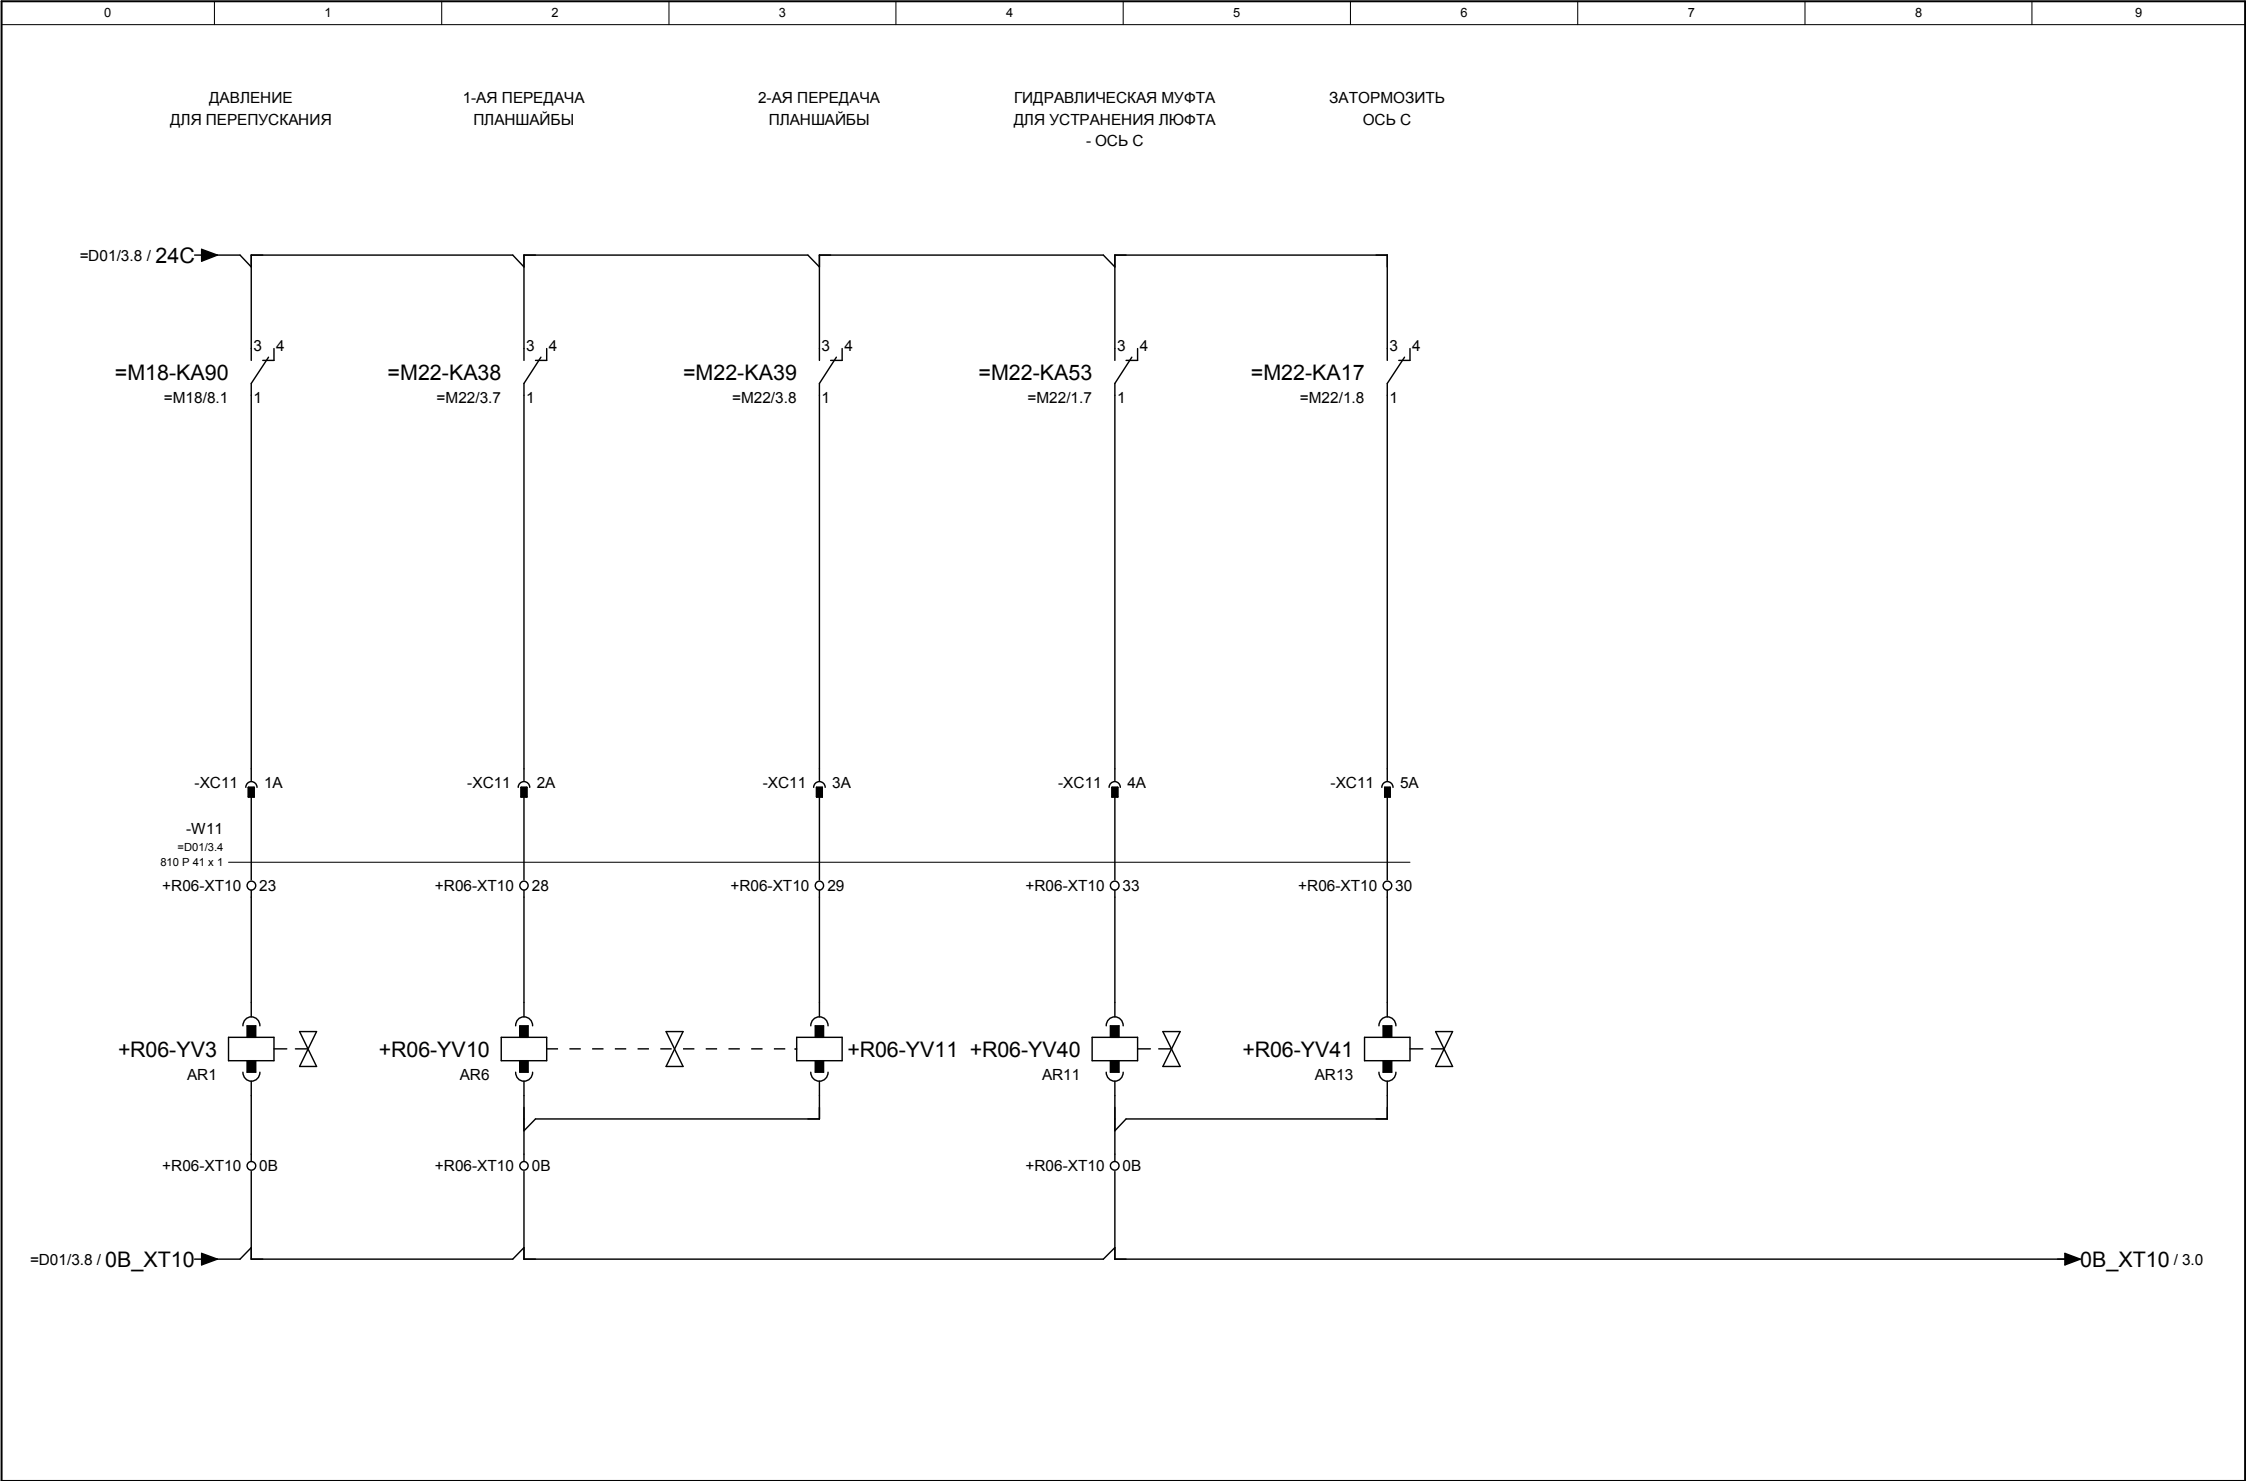 0 1 2 3 4 5 6 7 8 9
ДАВЛЕНИЕ
ДЛЯ ПЕРЕПУСКАНИЯ
1-АЯ ПЕРЕДАЧА
ПЛАНШАЙБЫ
2-АЯ ПЕРЕДАЧА
ПЛАНШАЙБЫ
ГИДРАВЛИЧЕСКАЯ МУФТА
ДЛЯ УСТРАНЕНИЯ ЛЮФТА
- ОСЬ С
ЗАТОРМОЗИТЬ
ОСЬ С
=D01/3.8 / 24C
3 4 3 4 3 4 3 4 3 4
=M18-KA90 =M22-KA38 =M22-KA39 =M22-KA53 =M22-KA17
=M18/8.1 1 =M22/3.7 1 =M22/3.8 1 =M22/1.7 1 =M22/1.8 1
-XC11 1A -XC11 2A -XC11 3A -XC11 4A -XC11 5A
-W11
=D01/3.4
810 P 41 x 1
+R06-XT10 23 +R06-XT10 28 +R06-XT10 29 +R06-XT10 33 +R06-XT10 30
+R06-YV3 +R06-YV10 +R06-YV11 +R06-YV40 +R06-YV41
AR1 AR6 AR11 AR13
+R06-XT10 0B +R06-XT10 0B +R06-XT10 0B
=D01/3.8 / 0B_XT10 0B_XT10 / 3.0